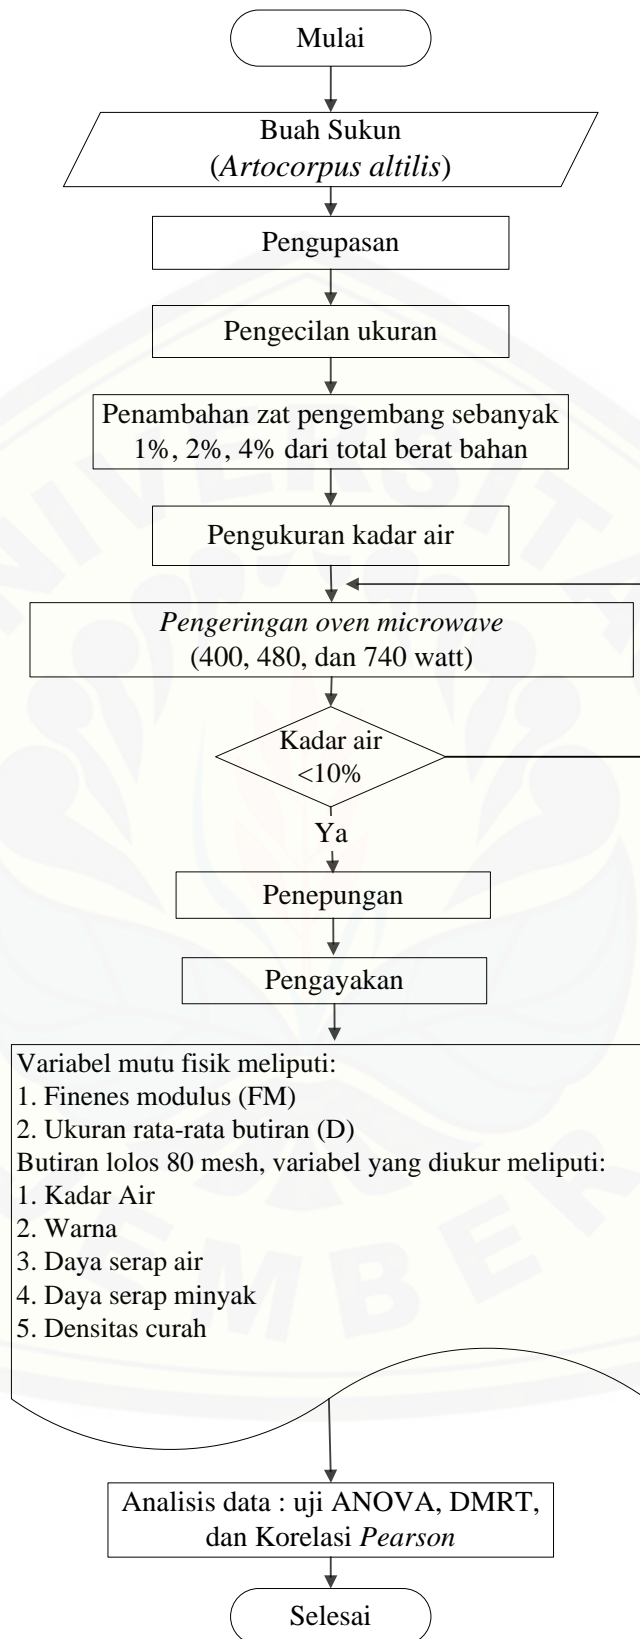 Mulai
Buah Sukun
(Artocorpus altilis)
Pengupasan
Pengecilan ukuran
Penambahan zat pengembang sebanyak
1%, 2%, 4% dari total berat bahan
Pengukuran kadar air
Pengeringan oven microwave
(400, 480, dan 740 watt)
Kadar air
<10%
Ya
Penepungan
Pengayakan
Variabel mutu fisik meliputi:
1. Finenes modulus (FM)
2. Ukuran rata-rata butiran (D)
Butiran lolos 80 mesh, variabel yang diukur meliputi:
1. Kadar Air
2. Warna
3. Daya serap air
4. Daya serap minyak
5. Densitas curah
Analisis data : uji ANOVA, DMRT,
dan Korelasi Pearson
Selesai
UNIVERSITA
EMBER